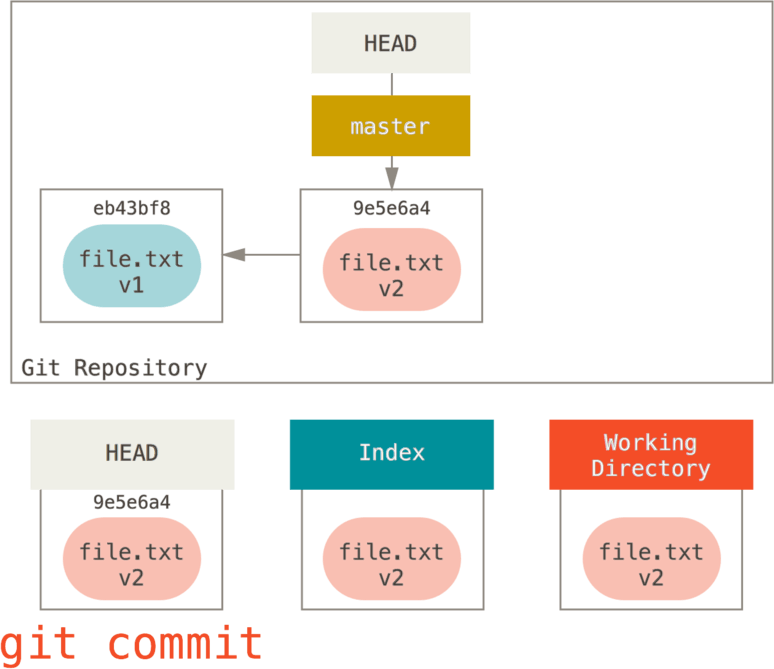 HEAD
master
eb43bf8
file.txt
v1
9e5e6a4
file.txt
v2
Git Repository
HEAD
9e5e6a4
file.txt
v2
Index
file.txt
v2
Working
Directory
file.txt
v2
git commit